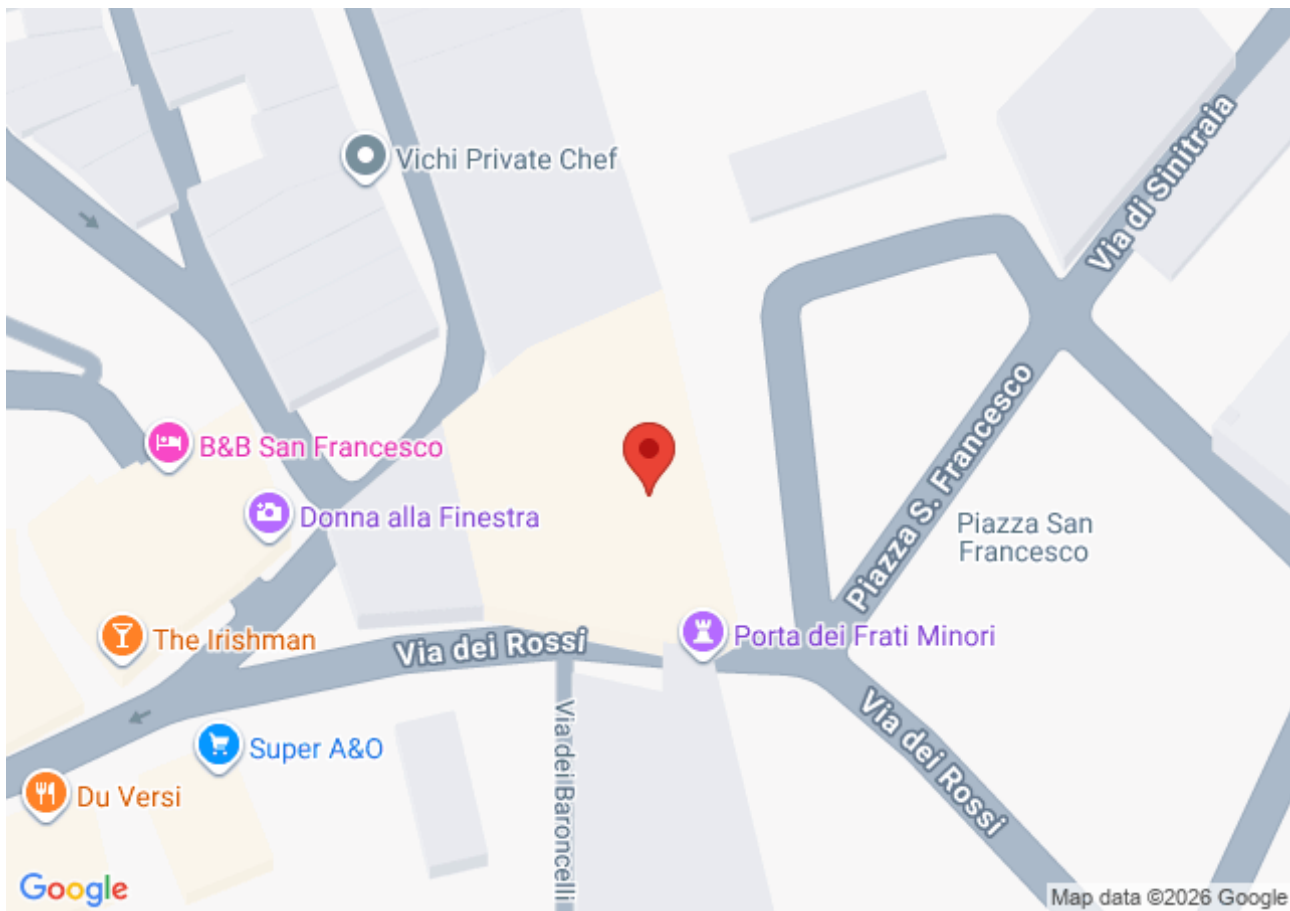 Vichi Private Chef
Via di Sinitraia
B&B San Francesco
Donna alla Finestra
Piazza S. Francesco
Piazza San
Francesco
The Irishman
Via dei Rossi
Porta dei Frati Minori
Super A&O
Via dei Baroncelli
Via dei Rossi
Du Versi
Google
Map data ©2026 Google